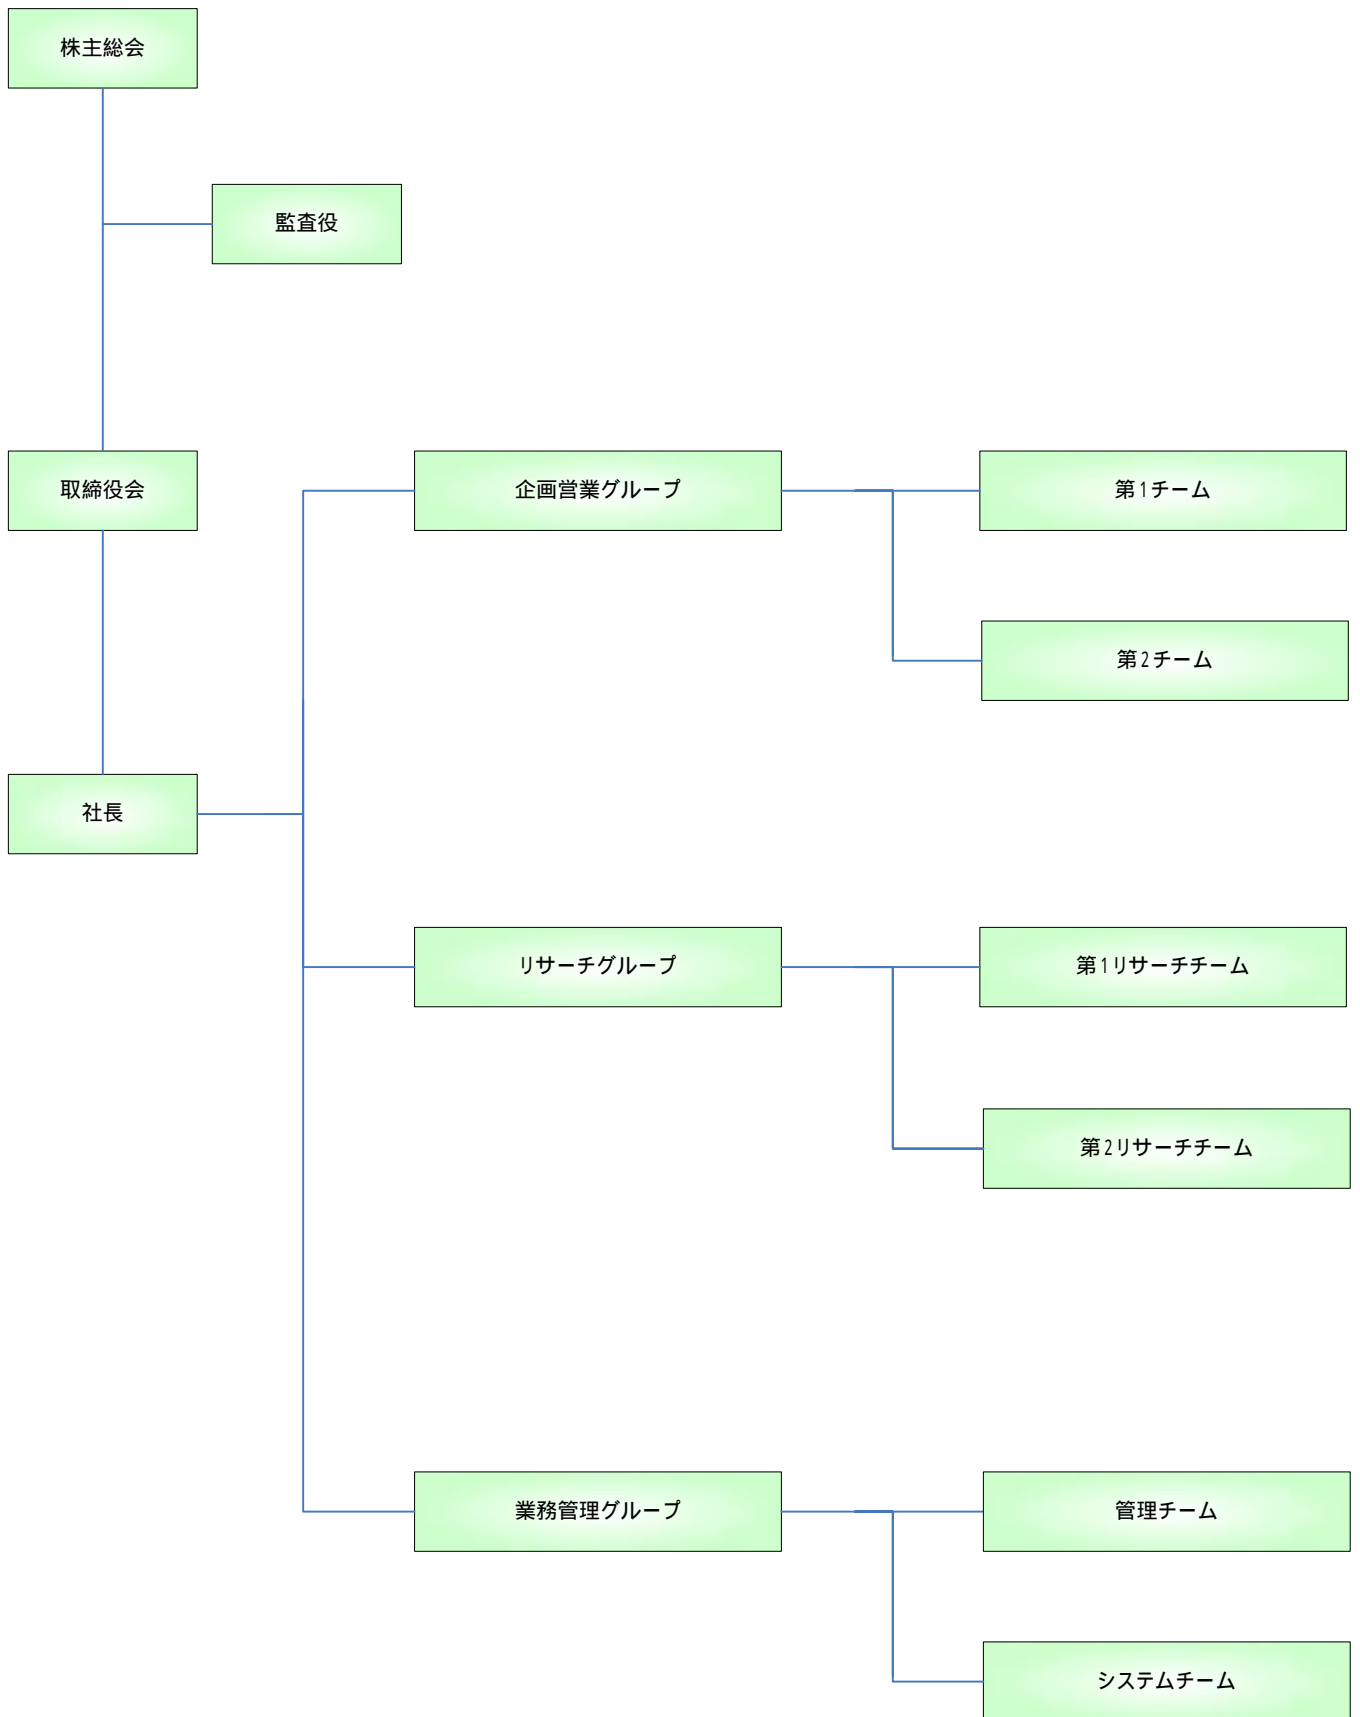 株主総会
監査役
取締役会
企画営業グループ
第1チーム
第2チーム
社長
リサーチグループ
第1リサーチチーム
第2リサーチチーム
業務管理グループ
管理チーム
システムチーム